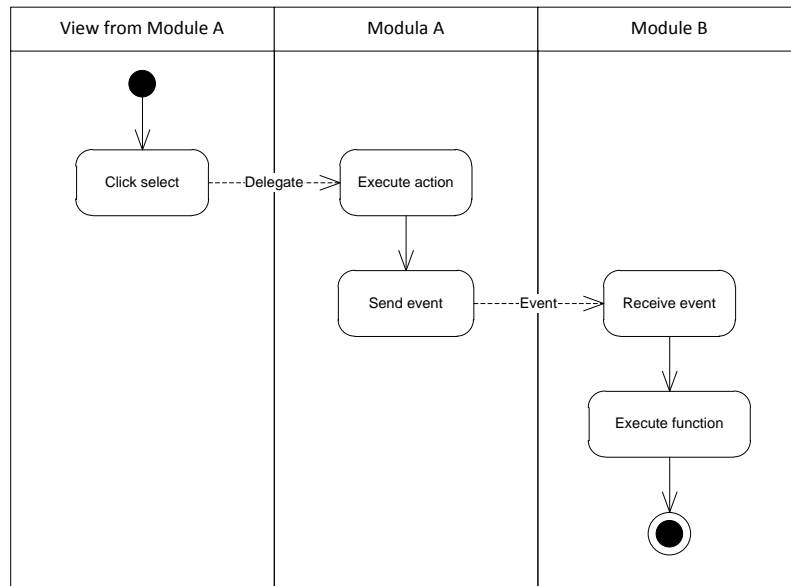 View from Module A
Modula A
Module B
Click select
Delegate
Execute action
Send event
Event
Receive event
Execute function